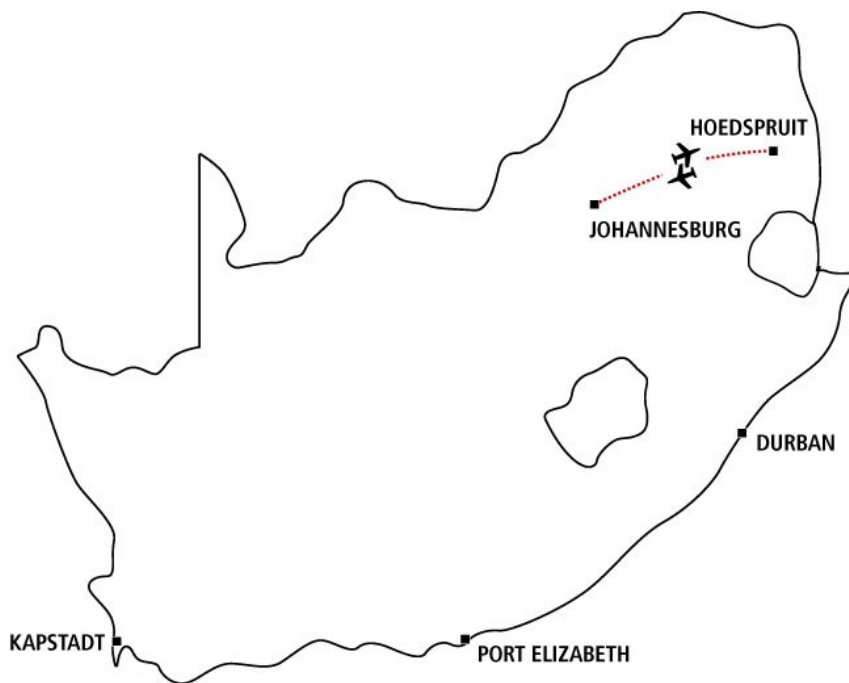 HOEDSPRUIT
JOHANNESBURG
DURBAN
KAPSTADT
PORT ELIZABETH